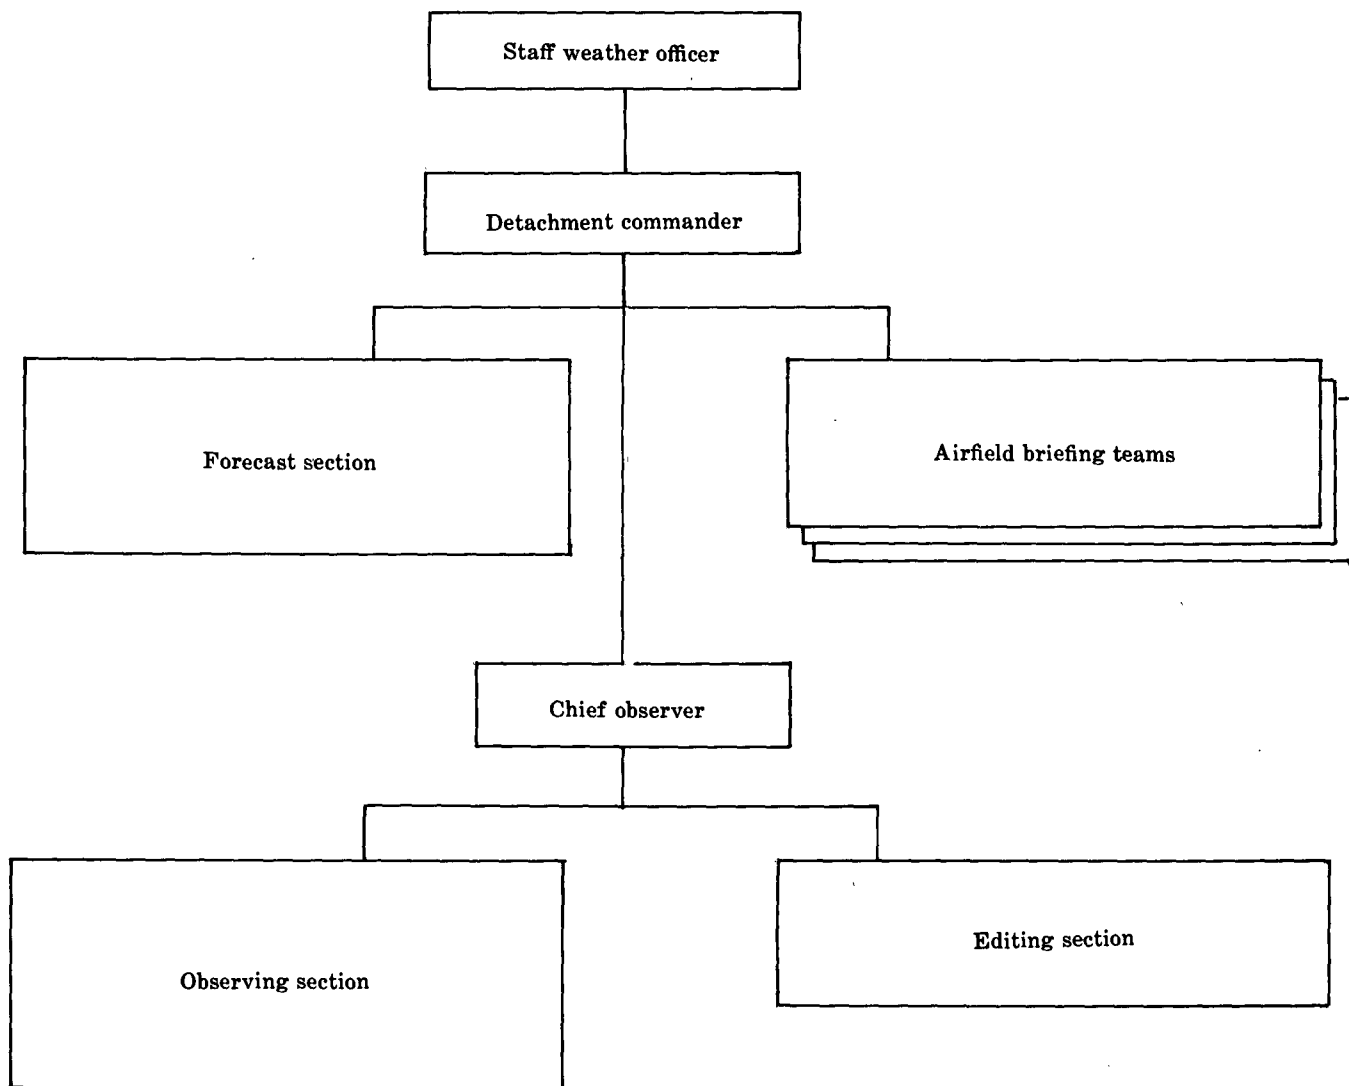 Staff weather officer
Detachment commander
Forecast section
Airfield briefing teams
Chief observer
Observing section
Editing section